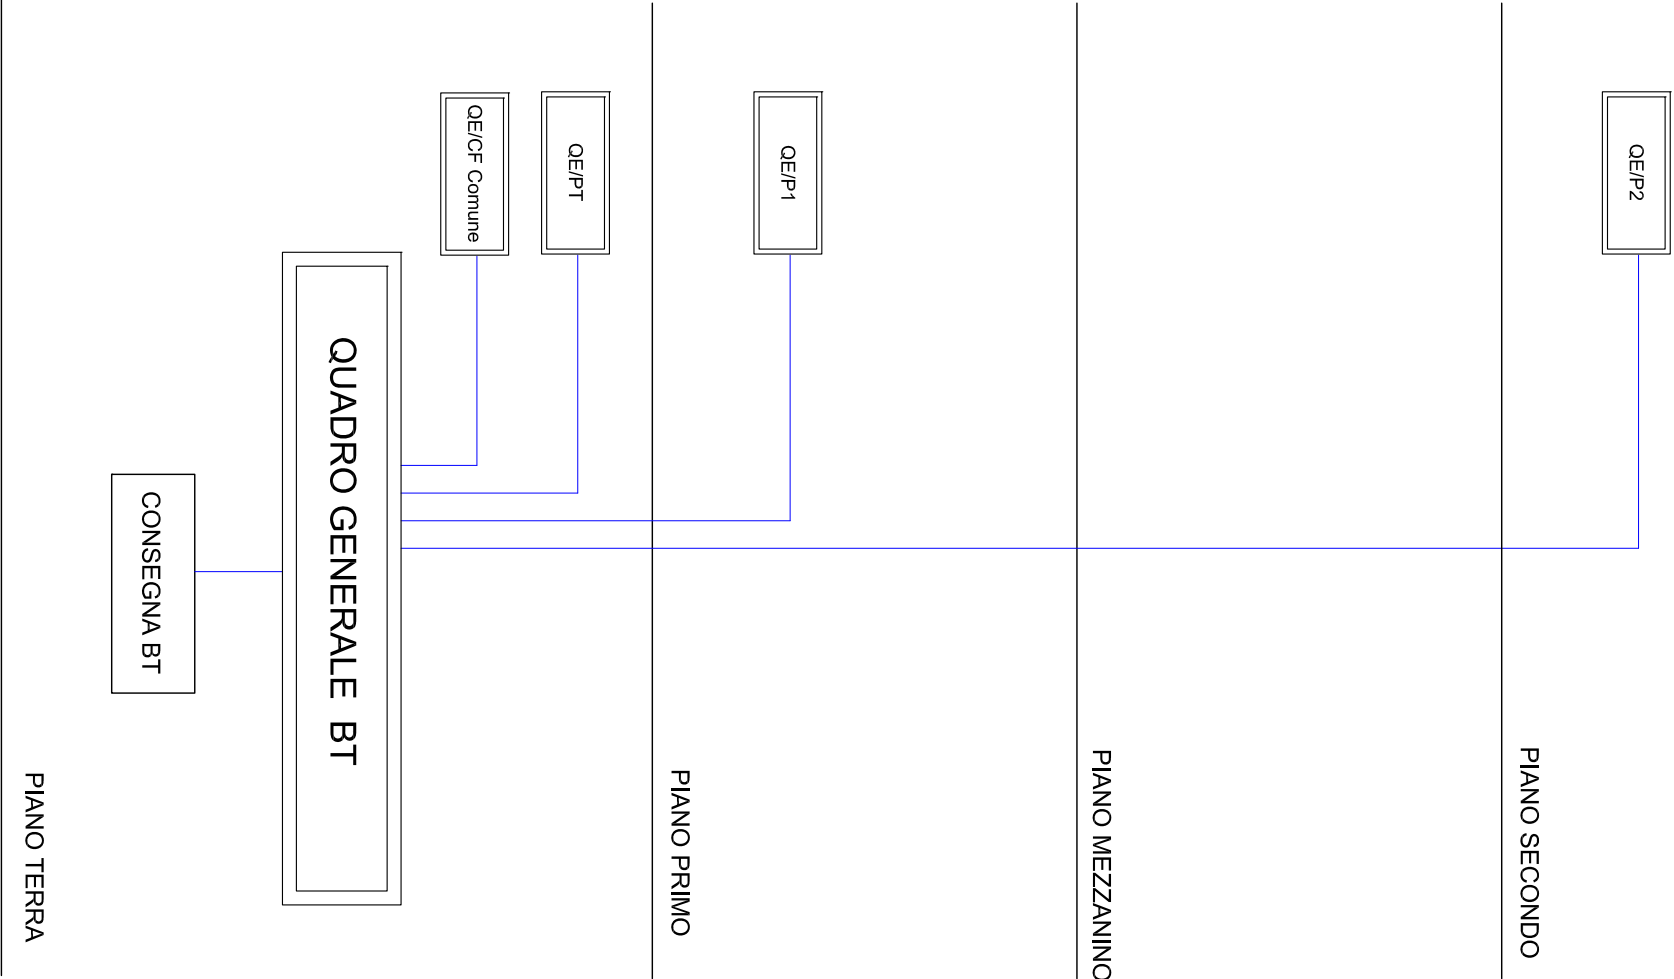 QE/CF Comune
QE/PT
QE/P1
QE/P2
QUADRO GENERALE BT
CONSEGNA BT
PIANO TERRA
PIANO PRIMO
PIANO MEZZANINO
PIANO SECONDO